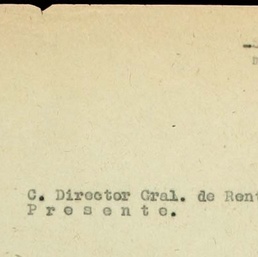 C. Director Gral. de Rent
P r e s e n t e.